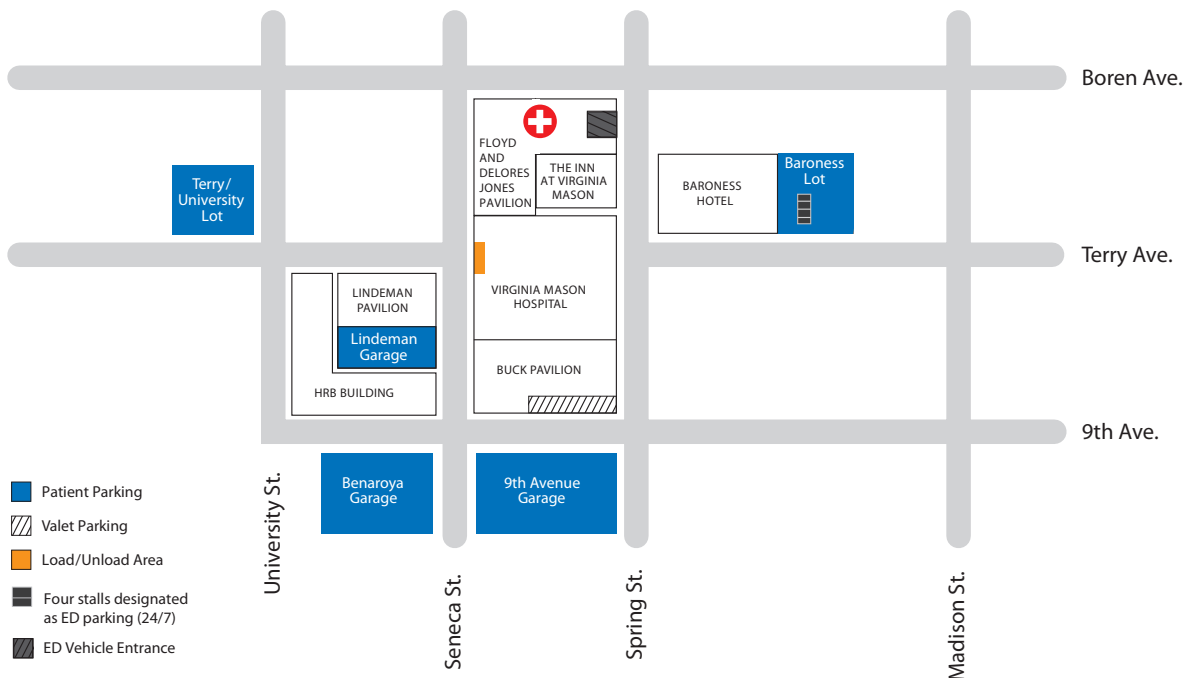 Boren Ave.
FLOYD
AND
DELORES
JONES
PAVILION
THE INN
AT VIRGINIA
MASON
BARONESS
HOTEL
Baroness
Lot
Terry/
University
Lot
Terry Ave.
LINDEMAN
PAVILION
Lindeman
Garage
HRB BUILDING
VIRGINIA MASON
HOSPITAL
BUCK PAVILION
9th Ave.
Benaroya
Garage
9th Avenue
Garage
University St.
Seneca St.
Spring St.
Madison St.
Patient Parking
Valet Parking
Load/Unload Area
Four stalls designated
as ED parking (24/7)
ED Vehicle Entrance